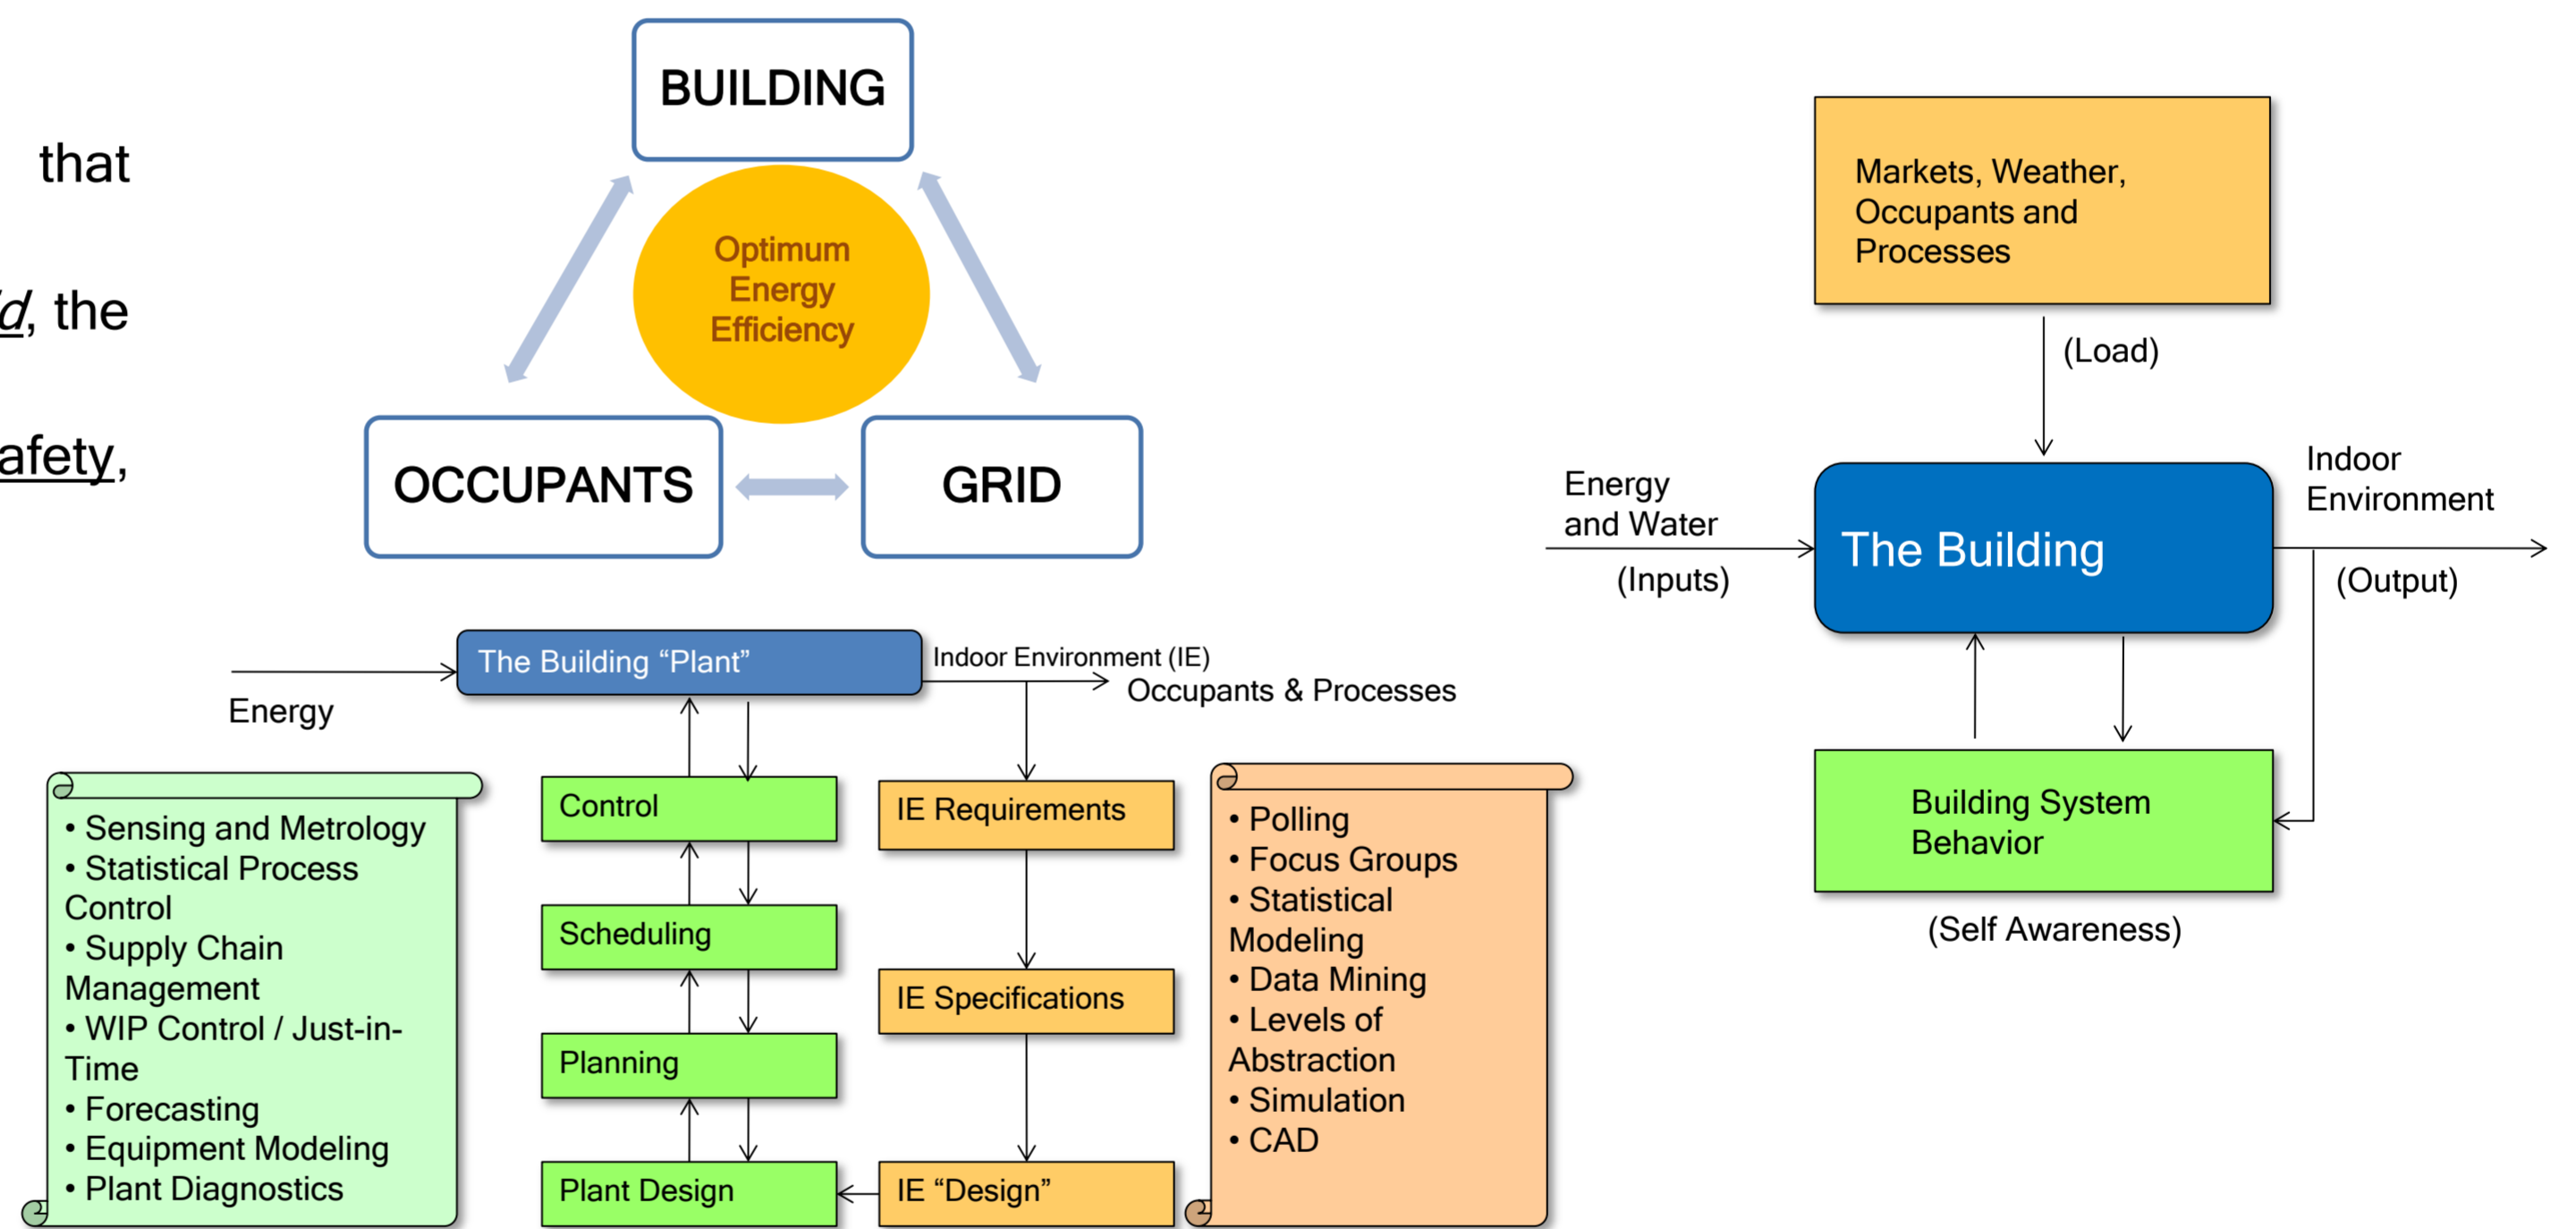 that
d, the
afety,
BUILDING
Optimum
Energy
Efficiency
OCCUPANTS
GRID
The Building “Plant”
Energy
Indoor Environment (IE)
Occupants & Processes
• Sensing and Metrology
• Statistical Process
Control
• Supply Chain
Management
• WIP Control / Just-in-
Time
• Forecasting
• Equipment Modeling
• Plant Diagnostics
Control
Scheduling
Planning
Plant Design
IE Requirements
IE Specifications
IE “Design”
• Polling
• Focus Groups
• Statistical
Modeling
• Data Mining
• Levels of
Abstraction
• Simulation
• CAD
Markets, Weather,
Occupants and
Processes
(Load)
Energy
and Water
(Inputs)
The Building
Indoor
Environment
(Output)
Building System
Behavior
(Self Awareness)